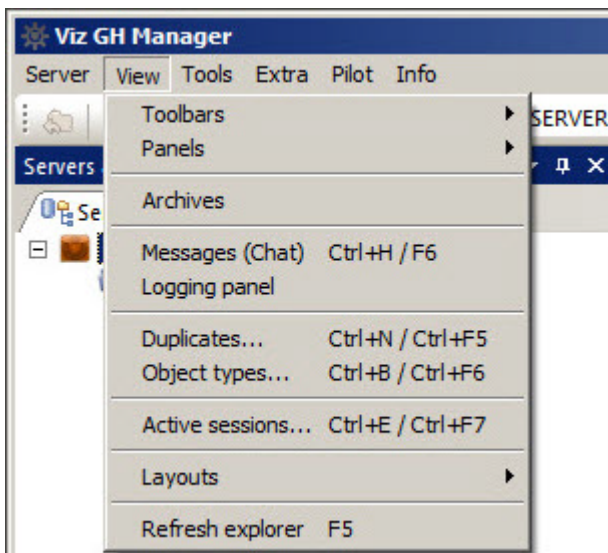 Viz GH Manager
Server View Tools Extra Pilot Info
Toolbars
SERVER
Panels
Servers
Archives
Se
Messages (Chat) Ctrl+H / F6
Logging panel
Duplicates... Ctrl+N / Ctrl+F5
Object types... Ctrl+B / Ctrl+F6
Active sessions... Ctrl+E / Ctrl+F7
Layouts
Refresh explorer F5